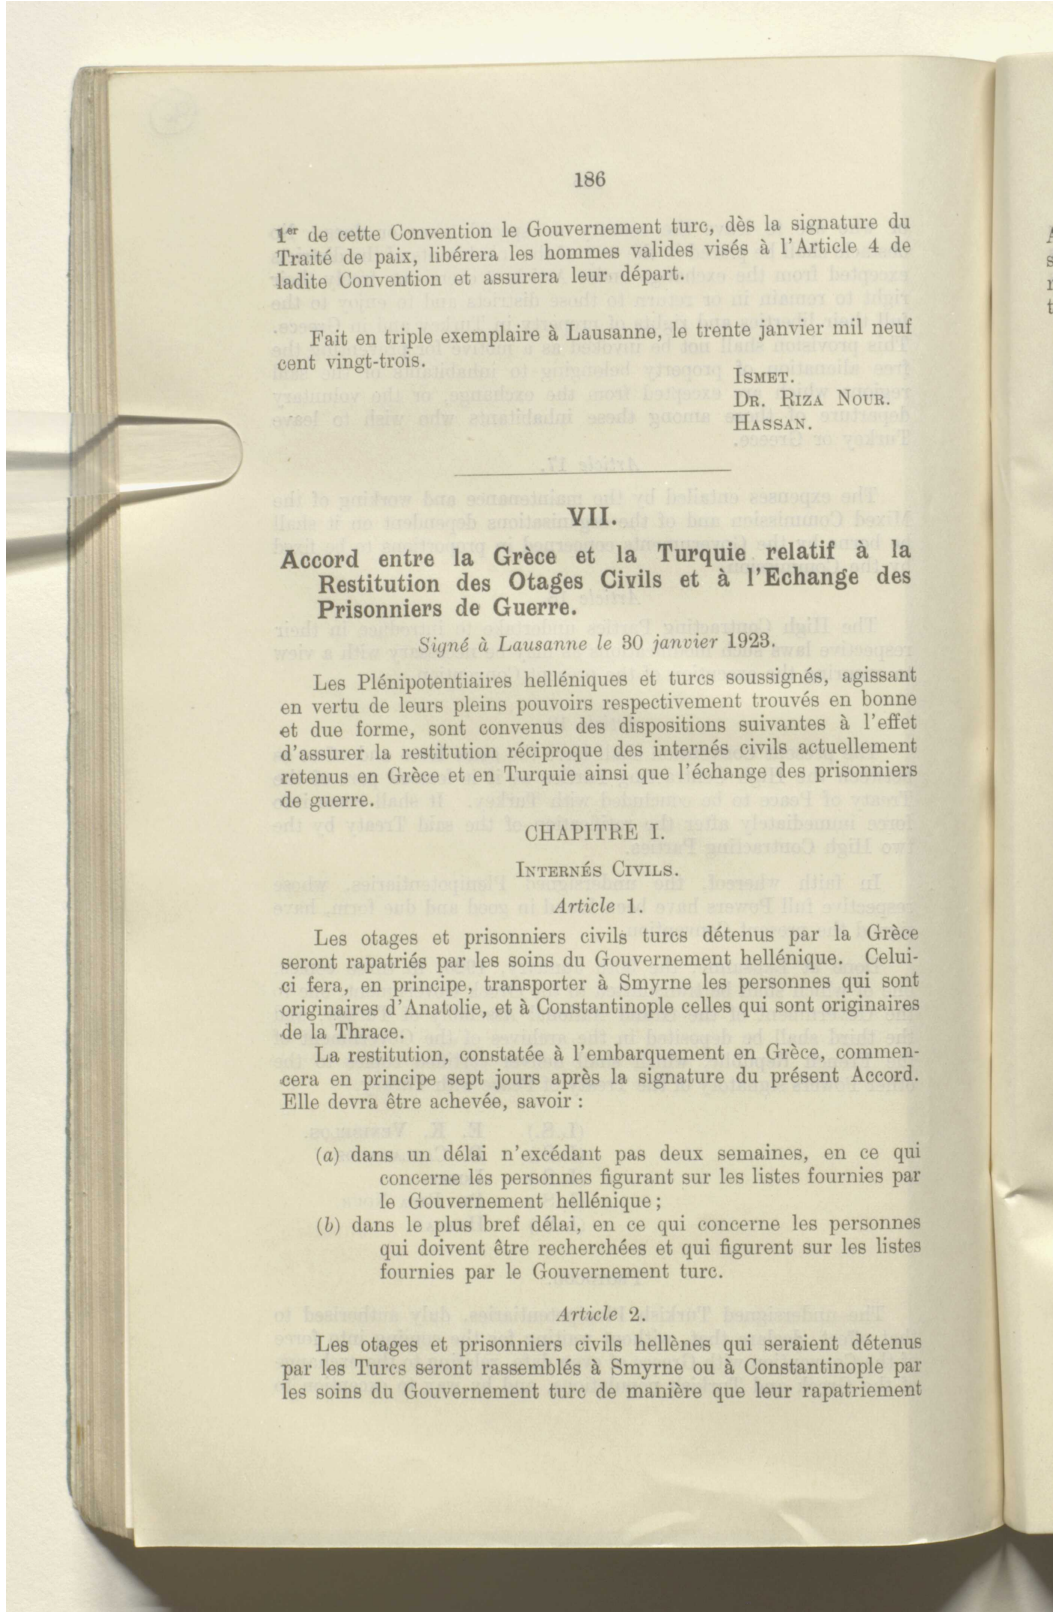 186
1er de cette Convention le Gouvernement turc, dès la signature du
Traité de paix, libérera les hommes valides visés à l'Article 4 de
ladite Convention et assurera leur départ.
Fait en triple exemplaire à Lausanne, le trente janvier mil neuf
cent vingt-trois.
ISMET.
DR. RIZA NOUR.
HASSAN.
VII.
Accord entre la Grèce et la Turquie relatif à la
Restitution des Otages Civils et à l'Echange des
Prisonniers de Guerre.
Signé à Lausanne le 30 janvier 1923.
Les Plénipotentiaires helléniques et turcs soussignés, agissant
en vertu de leurs pleins pouvoirs respectivement trouvés en bonne
et due forme, sont convenus des dispositions suivantes à l'effet
d'assurer la restitution réciproque des internés civils actuellement
retenus en Grèce et en Turquie ainsi que l'échange des prisonniers
de guerre.
CHAPITRE I.
INTERNÉS CIVILS.
Article 1.
Les otages et prisonniers civils turcs détenus par la Grèce
seront rapatriés par les soins du Gouvernement hellénique. Celui-
ci fera, en principe, transporter à Smyrne les personnes qui sont
originaires d'Anatolie, et à Constantinople celles qui sont originaires
de la Thrace.
La restitution, constatée à l'embarquement en Grèce, commen-
cera en principe sept jours après la signature du présent Accord.
Elle devra être achevée, savoir :
(a) dans un délai n'excédant pas deux semaines, en ce qui
concerne les personnes figurant sur les listes fournies par
le Gouvernement hellénique ;
(b) dans le plus bref délai, en ce qui concerne les personnes
qui doivent être recherchées et qui figurent sur les listes
fournies par le Gouvernement turc.
Article 2.
Les otages et prisonniers civils hellènes qui seraient détenus
par les Turcs seront rassemblés à Smyrne ou à Constantinople par
les soins du Gouvernement turc de manière que leur rapatriement